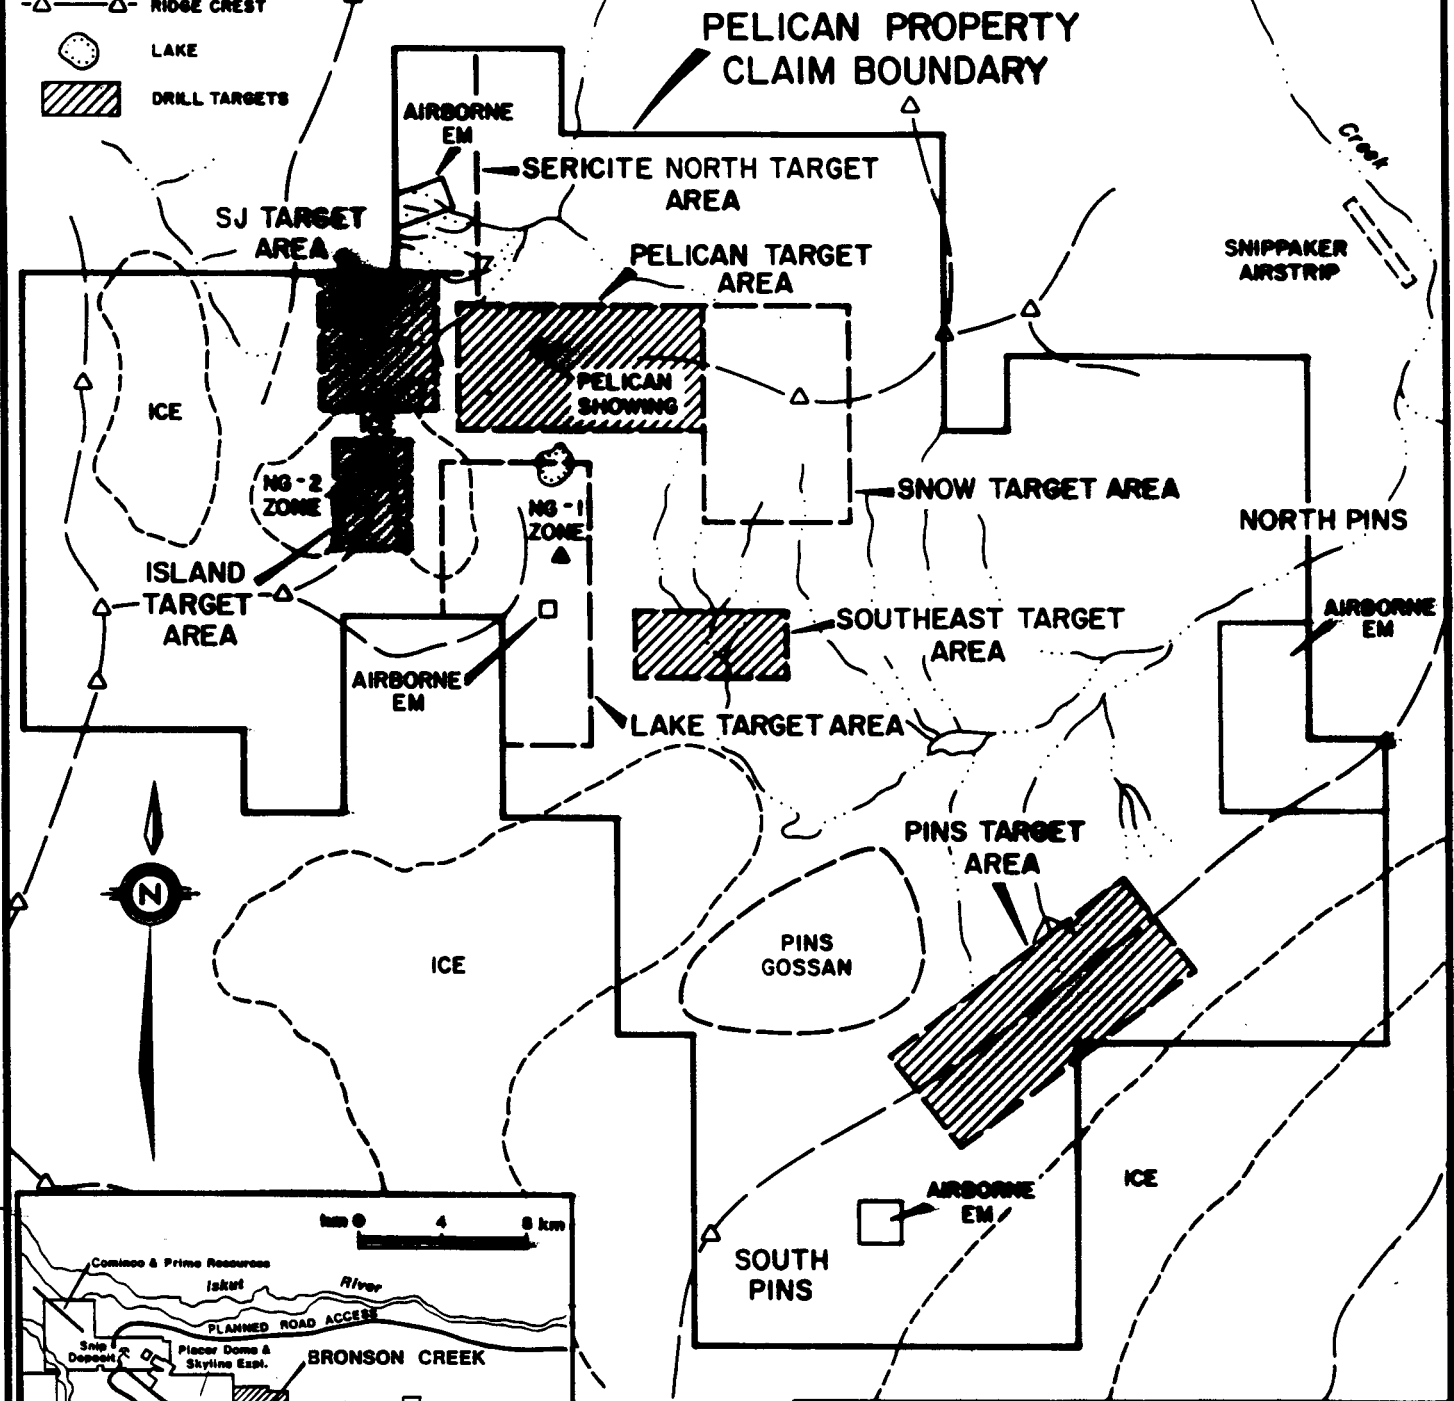 RIDGE CREST
LAKE
DRILL TARGETS
PELICAN PROPERTY
CLAIM BOUNDARY
AIRBORNE
EM
SERICITE NORTH TARGET
AREA
Creek
SJ TARGET
AREA
PELICAN TARGET
AREA
SNIPPAKER
AIRSTRIP
PELICAN
SHOWING
ICE
NG-2
ZONE
NG-1
ZONE
SNOW TARGET AREA
NORTH PINS
ISLAND
TARGET
AREA
SOUTHEAST TARGET
AREA
AIRBORNE
EM
AIRBORNE
EM
LAKE TARGET AREA
PINS TARGET
AREA
N
ICE
PINS
GOSSAN
ICE
AIRBORNE
EM
SOUTH
PINS
km 0 4 8 km
Cominco & Prime Resources
Iskut River
PLANNED ROAD ACCESS
Snip
Deposit
Placer Dome &
Skyline Expl.
BRONSON CREEK